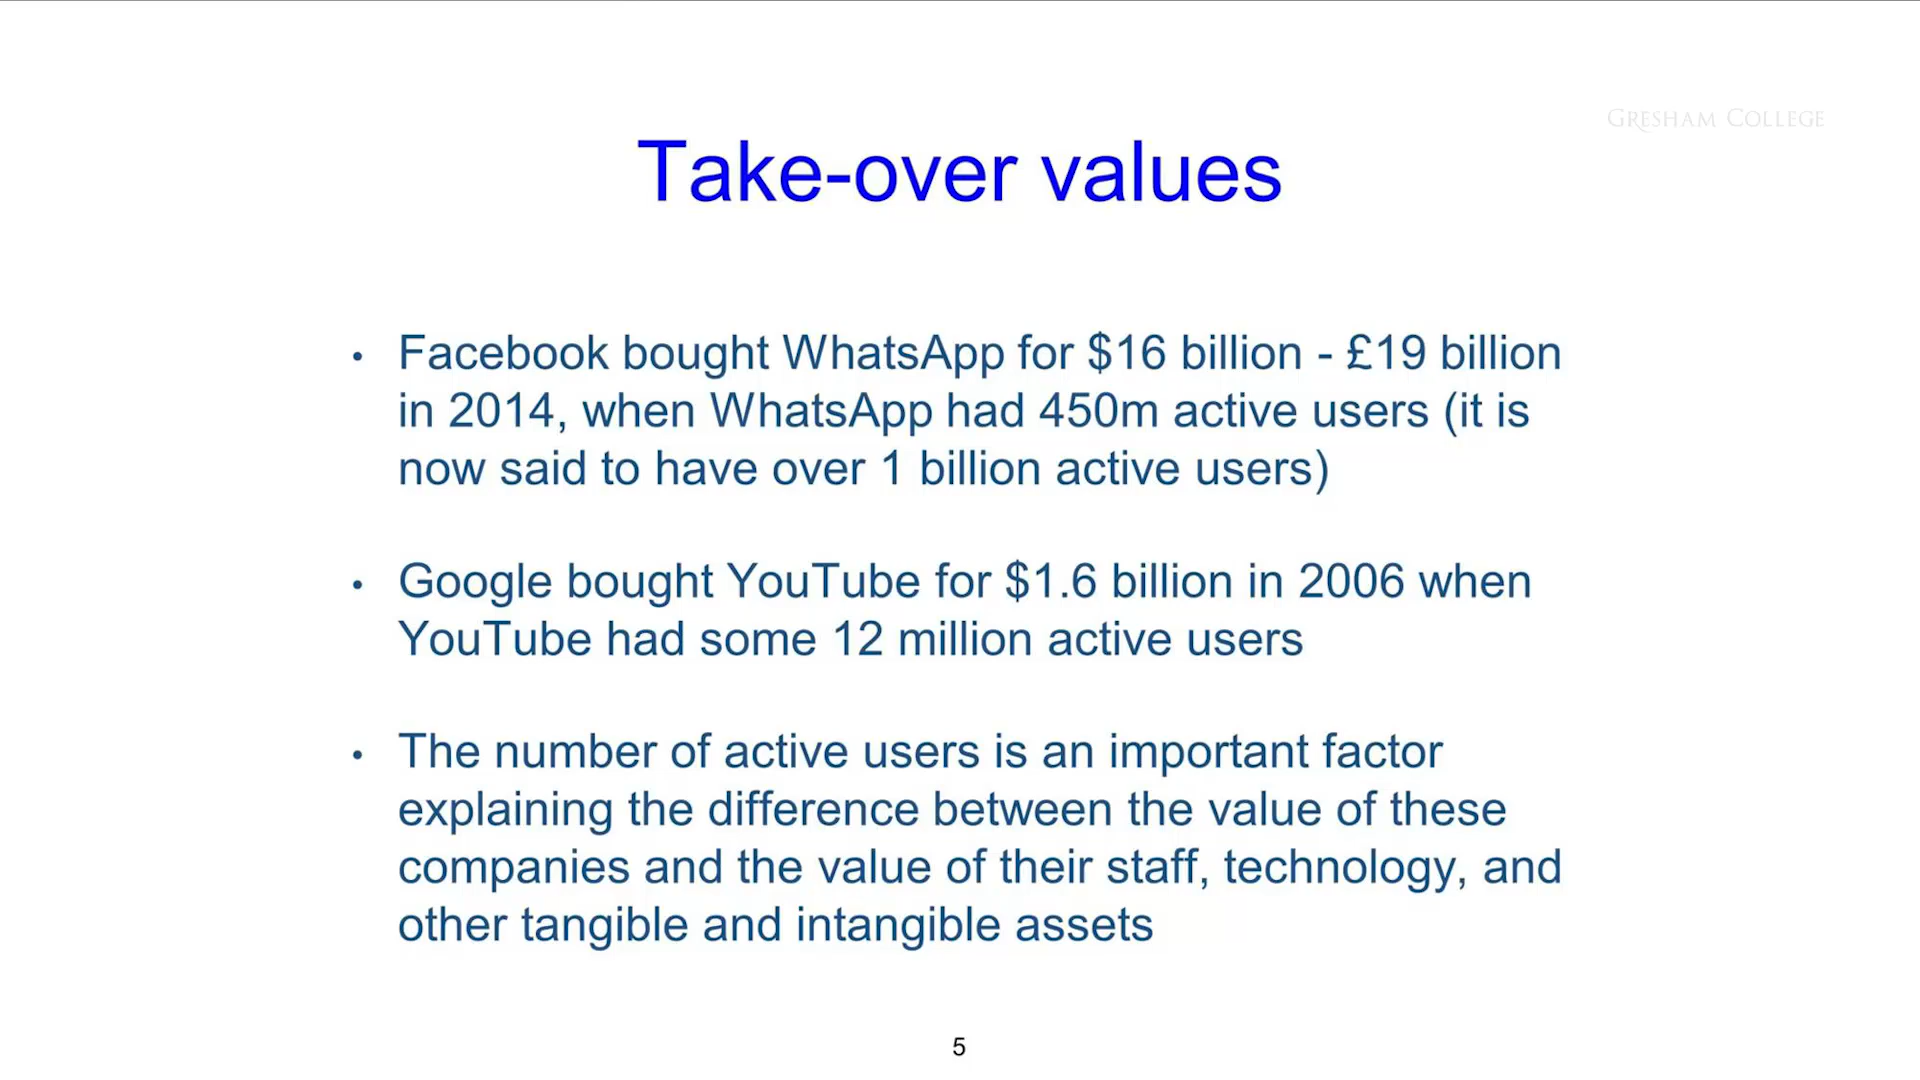 GRESHAM COLLEGE
Take-over values
• Facebook bought WhatsApp for $16 billion - £19 billion
in 2014, when WhatsApp had 450m active users (it is
now said to have over 1 billion active users)
• Google bought YouTube for $1.6 billion in 2006 when
YouTube had some 12 million active users
• The number of active users is an important factor
explaining the difference between the value of these
companies and the value of their staff, technology, and
other tangible and intangible assets
5